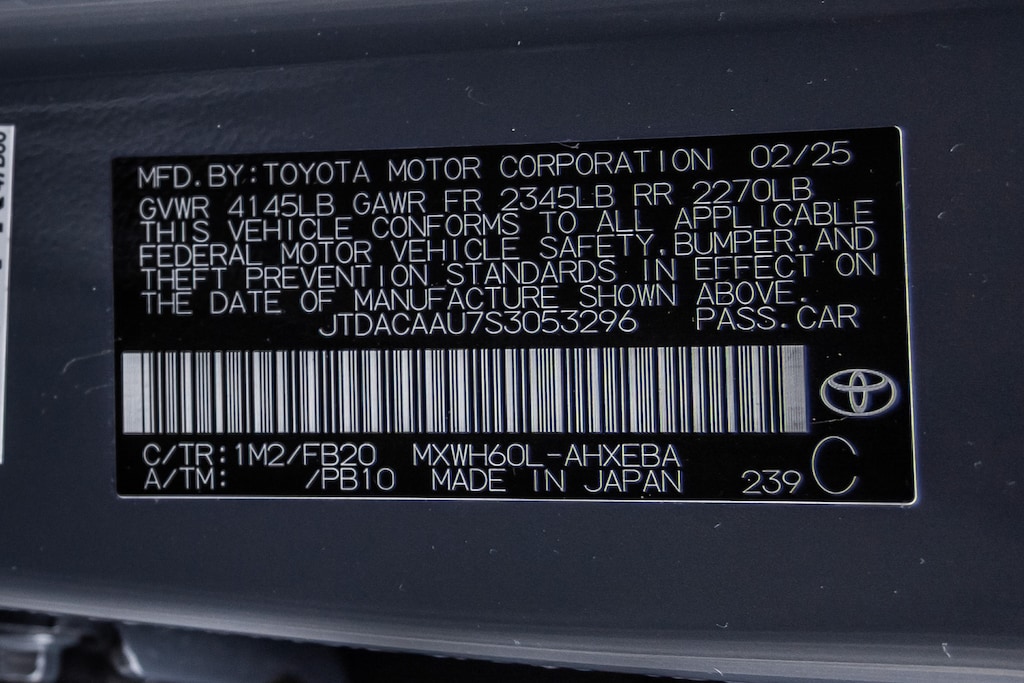 MFD.BY:TOYOTA MOTOR CORPORATION 02/25
GVWR 4145LB GAWR FR 2345LB RR 2270LB
THIS VEHICLE CONFORMS TO ALL APPLICABLE
FEDERAL MOTOR VEHICLE SAFETY,BUMPER,AND
THEFT PREVENTION STANDARDS IN EFFECT ON
THE DATE OF MANUFACTURE SHOWN ABOVE.
JTDACAAU7S3053296 PASS.CAR
C/TR:1M2/FB20 MXWH60L-AHXEBA
A/TM: /PB10 MADE IN JAPAN 239 C